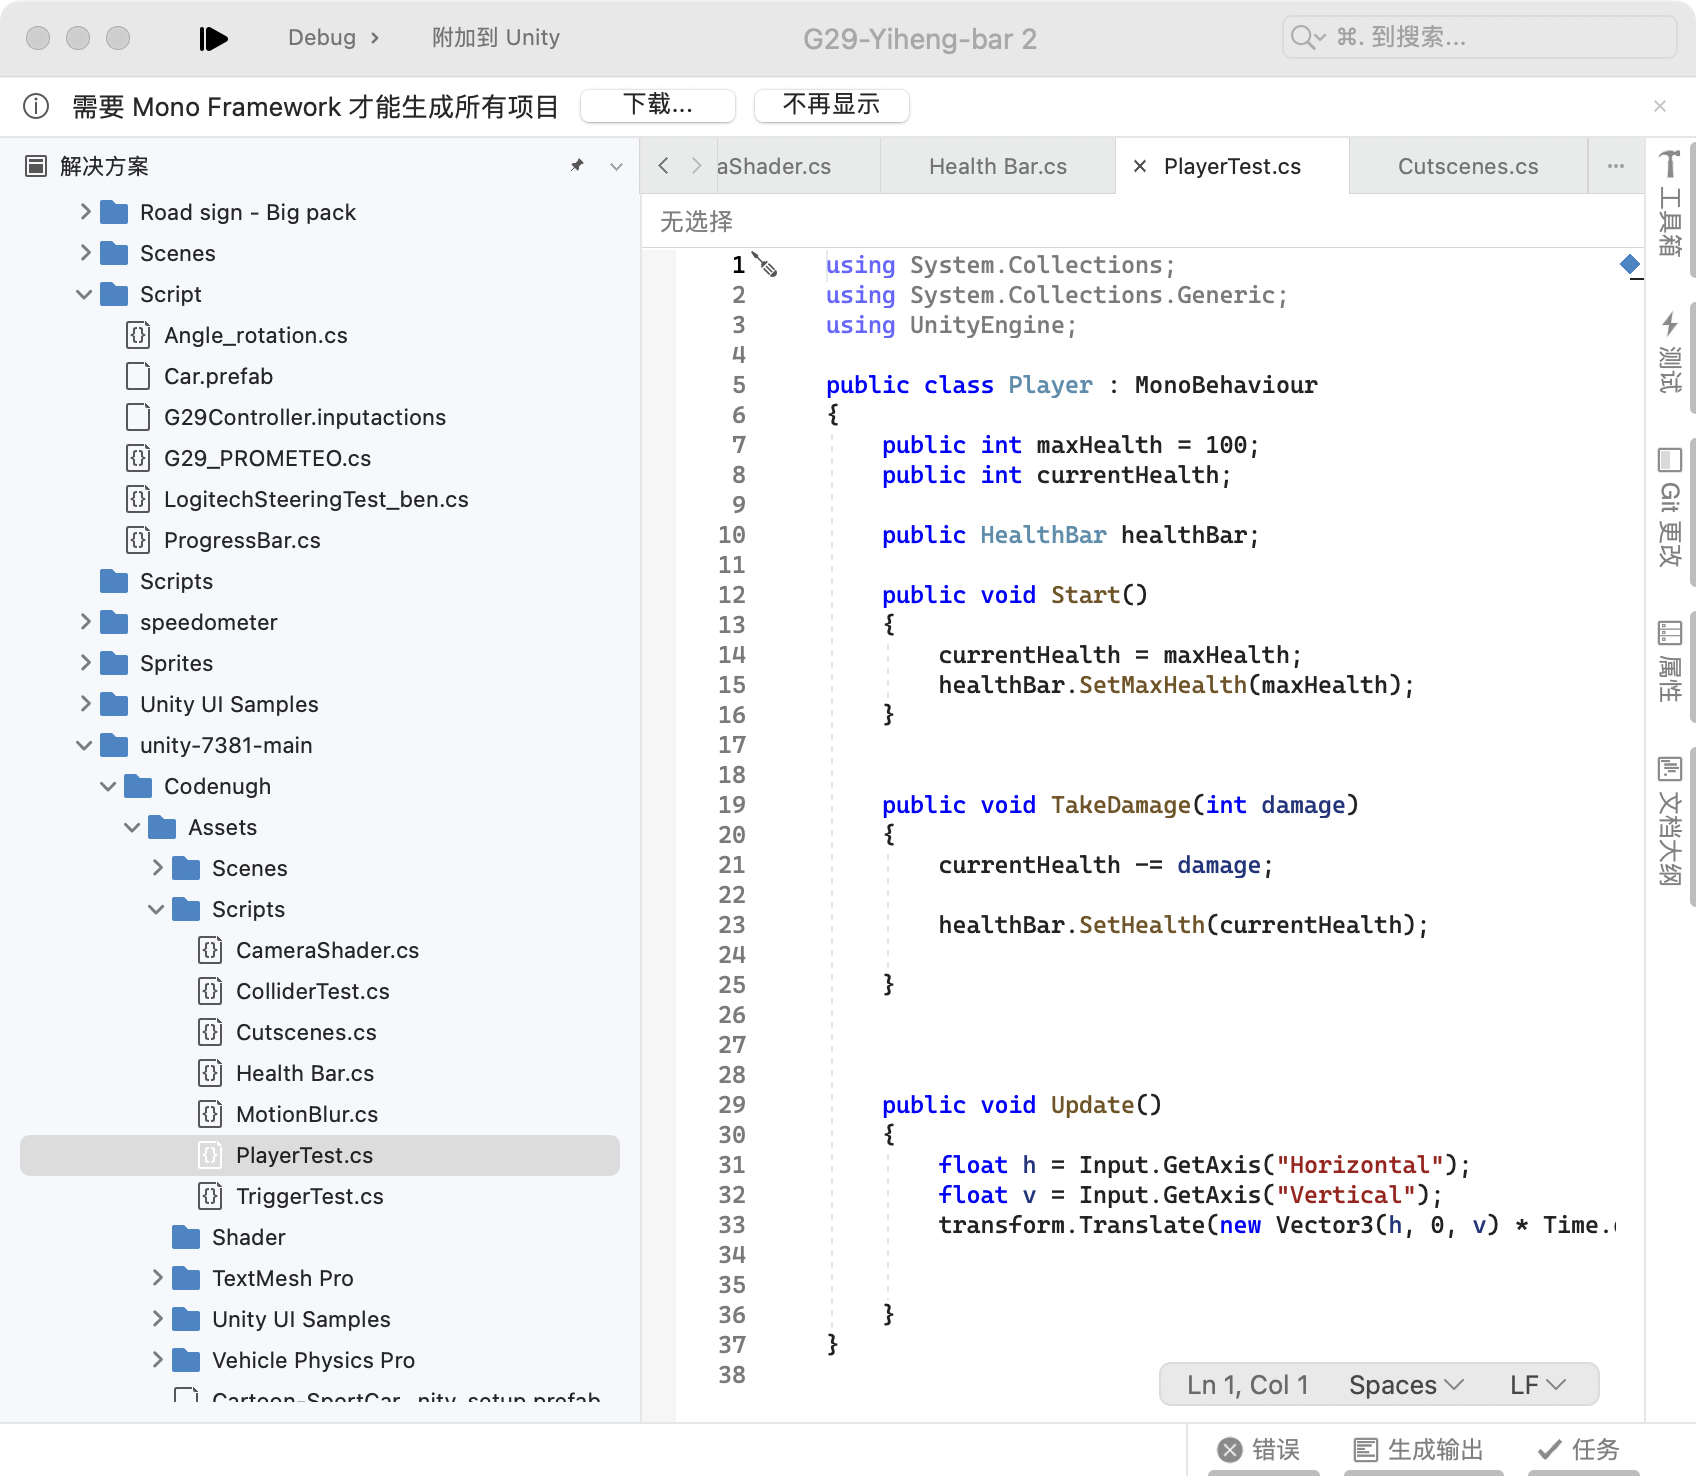 Debug
附加到 Unity
G29-Yiheng-bar 2
⌘. 到搜索...
需要 Mono Framework 才能生成所有项目
下载...
不再显示
解决方案
Road sign - Big pack
Scenes
Script
Angle_rotation.cs
Car.prefab
G29Controller.inputactions
G29_PROMETEO.cs
LogitechSteeringTest_ben.cs
ProgressBar.cs
Scripts
speedometer
Sprites
Unity UI Samples
unity-7381-main
Codenugh
Assets
Scenes
Scripts
CameraShader.cs
ColliderTest.cs
Cutscenes.cs
Health Bar.cs
MotionBlur.cs
PlayerTest.cs
TriggerTest.cs
Shader
TextMesh Pro
Unity UI Samples
Vehicle Physics Pro
aShader.cs
Health Bar.cs
PlayerTest.cs
Cutscenes.cs
无选择
1 using System.Collections;
2 using System.Collections.Generic;
3 using UnityEngine;
4
5 public class Player : MonoBehaviour
6 {
7 public int maxHealth = 100;
8 public int currentHealth;
9
10 public HealthBar healthBar;
11
12 public void Start()
13 {
14 currentHealth = maxHealth;
15 healthBar.SetMaxHealth(maxHealth);
16 }
17
18
19 public void TakeDamage(int damage)
20 {
21 currentHealth -= damage;
22
23 healthBar.SetHealth(currentHealth);
24
25 }
26
27
28
29 public void Update()
30 {
31 float h = Input.GetAxis("Horizontal");
32 float v = Input.GetAxis("Vertical");
33 transform.Translate(new Vector3(h, 0, v) * Time.
34
35
36 }
37 }
38
Ln 1, Col 1
Spaces
LF
工具箱
测试
Git 更改
属性
文档大纲
错误
生成输出
任务